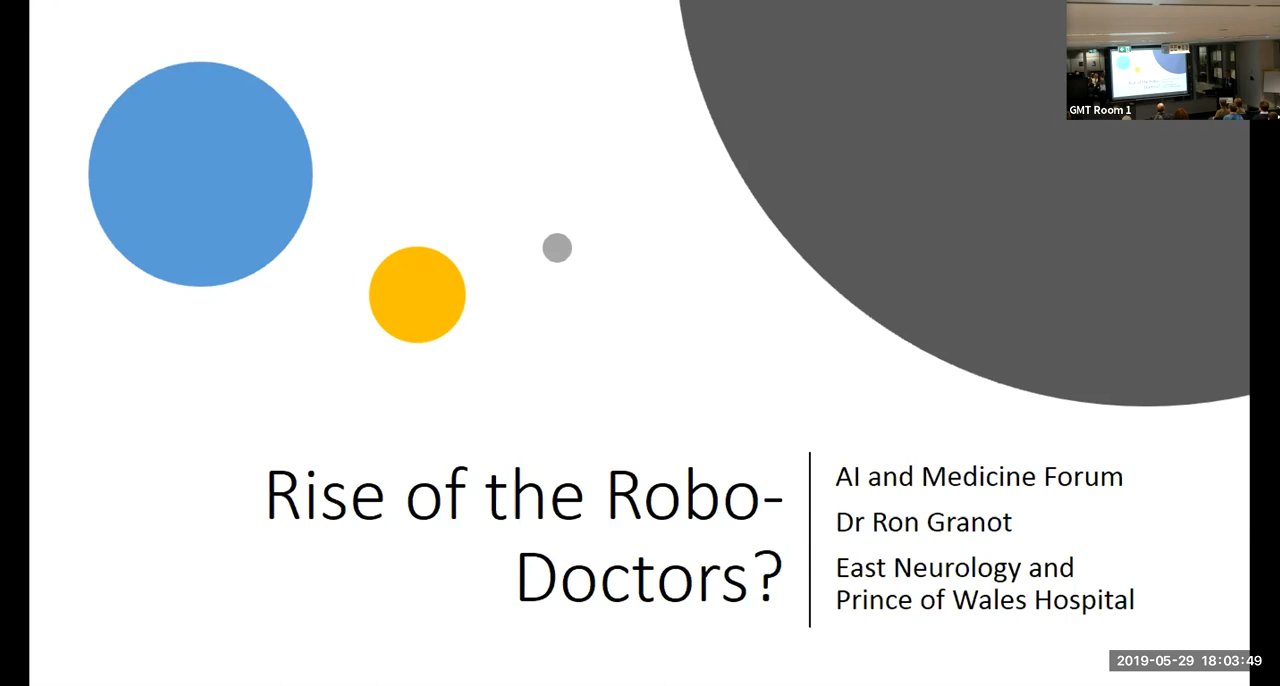 GMT Room 1
Rise of the Robo-
Doctors?
AI and Medicine Forum
Dr Ron Granot
East Neurology and
Prince of Wales Hospital
2019-05-29 18:03:49